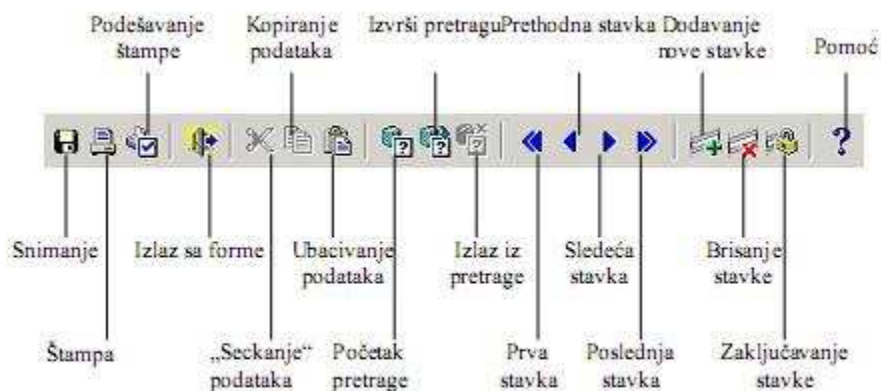 Podešavanje
štampe
Kopiranje
podataka
Izvrši pretragu
Prethodna stavka
Dodavanje
nove stavke
Pomoć
Snimanje
Izlaz sa forme
Ubacivanje
podataka
Izlaz iz
pretrage
Sledeća
stavka
Brisanje
stavke
Štampa
„Seckanje“
podataka
Početak
pretrage
Prva
stavka
Poslednja
stavka
Zaključavanje
stavke